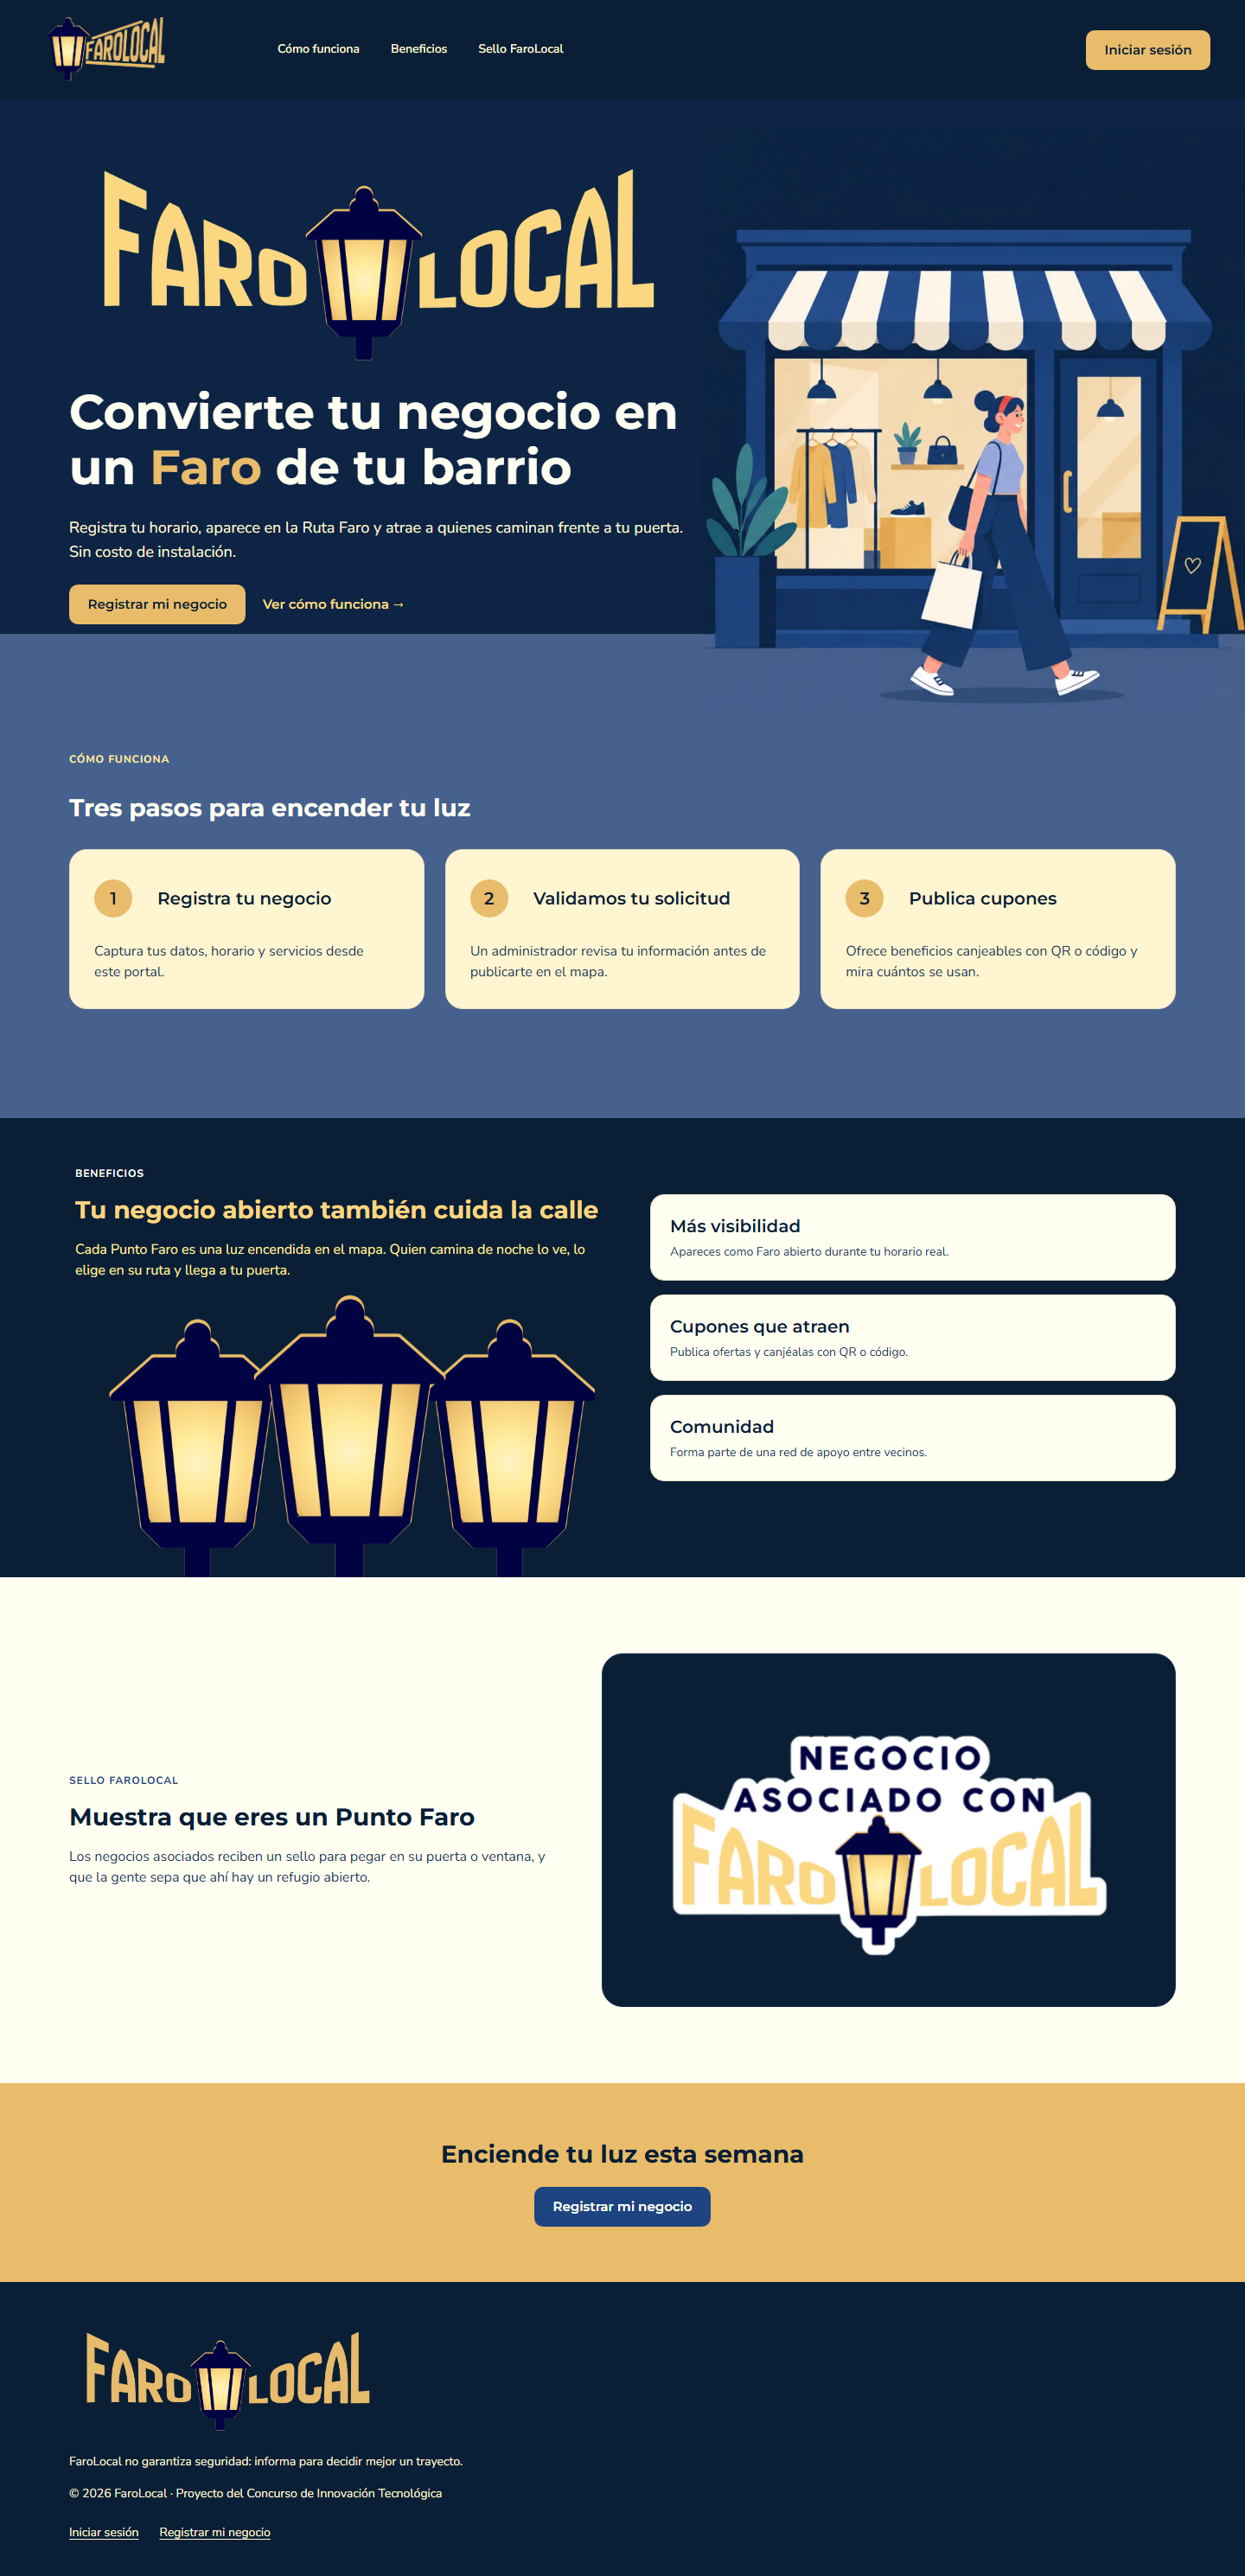 FAROLOCAL
Cómo funciona
Beneficios
Sello FaroLocal
Iniciar sesión
FARO LOCAL
Convierte tu negocio en
un Faro de tu barrio
Registra tu horario, aparece en la Ruta Faro y atrae a quienes caminan frente a tu puerta.
Sin costo de instalación.
Registrar mi negocio
Ver cómo funciona →
CÓMO FUNCIONA
Tres pasos para encender tu luz
1 Registra tu negocio
Captura tus datos, horario y servicios desde
este portal.
2 Validamos tu solicitud
Un administrador revisa tu información antes de
publicarte en el mapa.
3 Publica cupones
Ofrece beneficios canjeables con QR o código y
mira cuántos se usan.
BENEFICIOS
Tu negocio abierto también cuida la calle
Cada Punto Faro es una luz encendida en el mapa. Quien camina de noche lo ve, lo
elige en su ruta y llega a tu puerta.
Más visibilidad
Apareces como Faro abierto durante tu horario real.
Cupones que atraen
Publica ofertas y canjéalas con QR o código.
Comunidad
Forma parte de una red de apoyo entre vecinos.
SELLO FAROLOCAL
Muestra que eres un Punto Faro
Los negocios asociados reciben un sello para pegar en su puerta o ventana, y
que la gente sepa que ahí hay un refugio abierto.
NEGOCIO
ASOCIADO CON
FARO LOCAL
Enciende tu luz esta semana
Registrar mi negocio
FARO LOCAL
FaroLocal no garantiza seguridad: informa para decidir mejor un trayecto.
© 2026 FaroLocal · Proyecto del Concurso de Innovación Tecnológica
Iniciar sesión
Registrar mi negocio